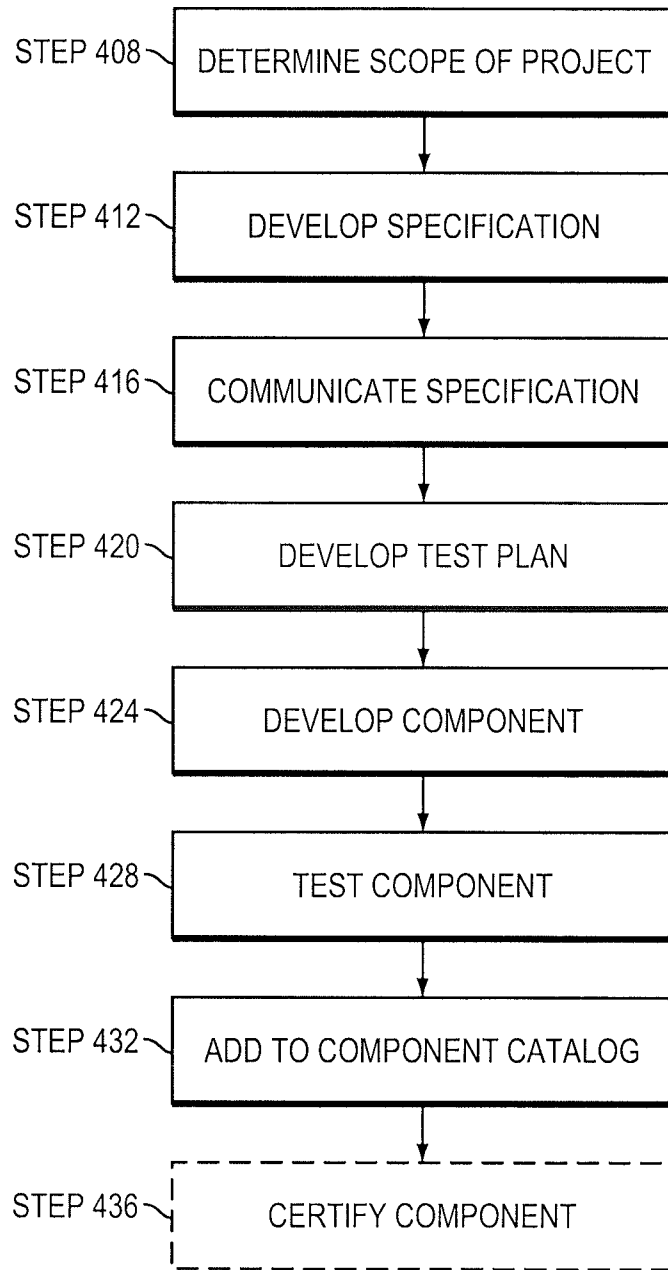 STEP 408 DETERMINE SCOPE OF PROJECT
STEP 412 DEVELOP SPECIFICATION
STEP 416 COMMUNICATE SPECIFICATION
STEP 420 DEVELOP TEST PLAN
STEP 424 DEVELOP COMPONENT
STEP 428 TEST COMPONENT
STEP 432 ADD TO COMPONENT CATALOG
STEP 436 CERTIFY COMPONENT